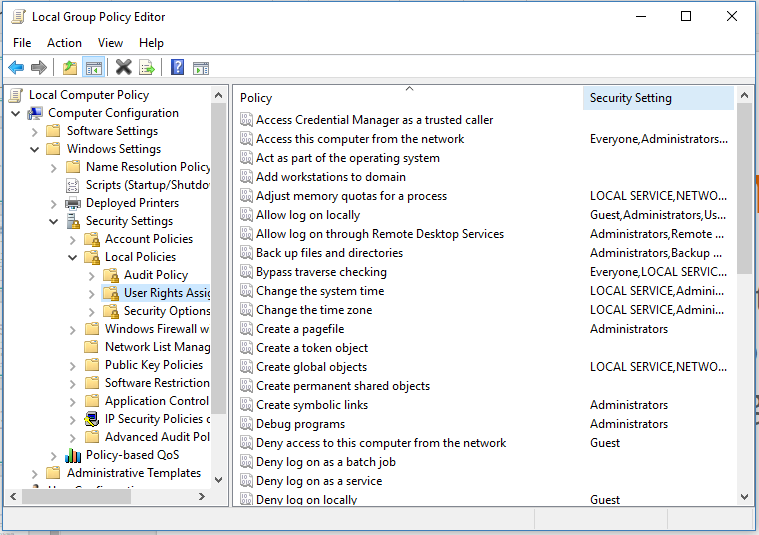 Local Group Policy Editor
File Action View Help
Local Computer Policy
Computer Configuration
Software Settings
Windows Settings
Name Resolution Policy
Scripts (Startup/Shutdo
Deployed Printers
Security Settings
Account Policies
Local Policies
Audit Policy
User Rights Assig
Security Options
Windows Firewall w
Network List Manag
Public Key Policies
Software Restriction
Application Control
IP Security Policies o
Advanced Audit Pol
Policy-based QoS
Administrative Templates
Policy Security Setting
Access Credential Manager as a trusted caller
Access this computer from the network Everyone,Administrators...
Act as part of the operating system
Add workstations to domain
Adjust memory quotas for a process LOCAL SERVICE,NETWO...
Allow log on locally Guest,Administrators,Us...
Allow log on through Remote Desktop Services Administrators,Remote ...
Back up files and directories Administrators,Backup ...
Bypass traverse checking Everyone,LOCAL SERVIC...
Change the system time LOCAL SERVICE,Admini...
Change the time zone LOCAL SERVICE,Admini...
Create a pagefile Administrators
Create a token object
Create global objects LOCAL SERVICE,NETWO...
Create permanent shared objects
Create symbolic links Administrators
Debug programs Administrators
Deny access to this computer from the network Guest
Deny log on as a batch job
Deny log on as a service
Deny log on locally Guest